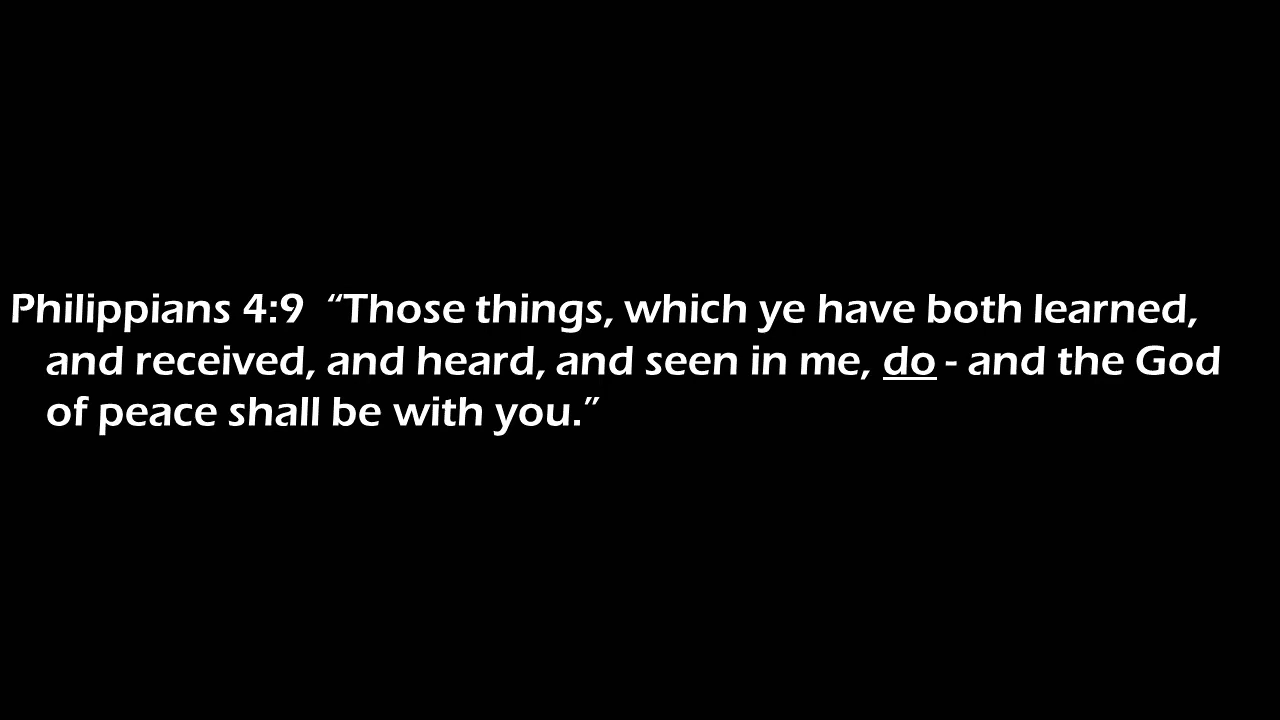 Philippians 4:9  “Those things, which ye have both learned,
and received, and heard, and seen in me, do - and the God
of peace shall be with you.”